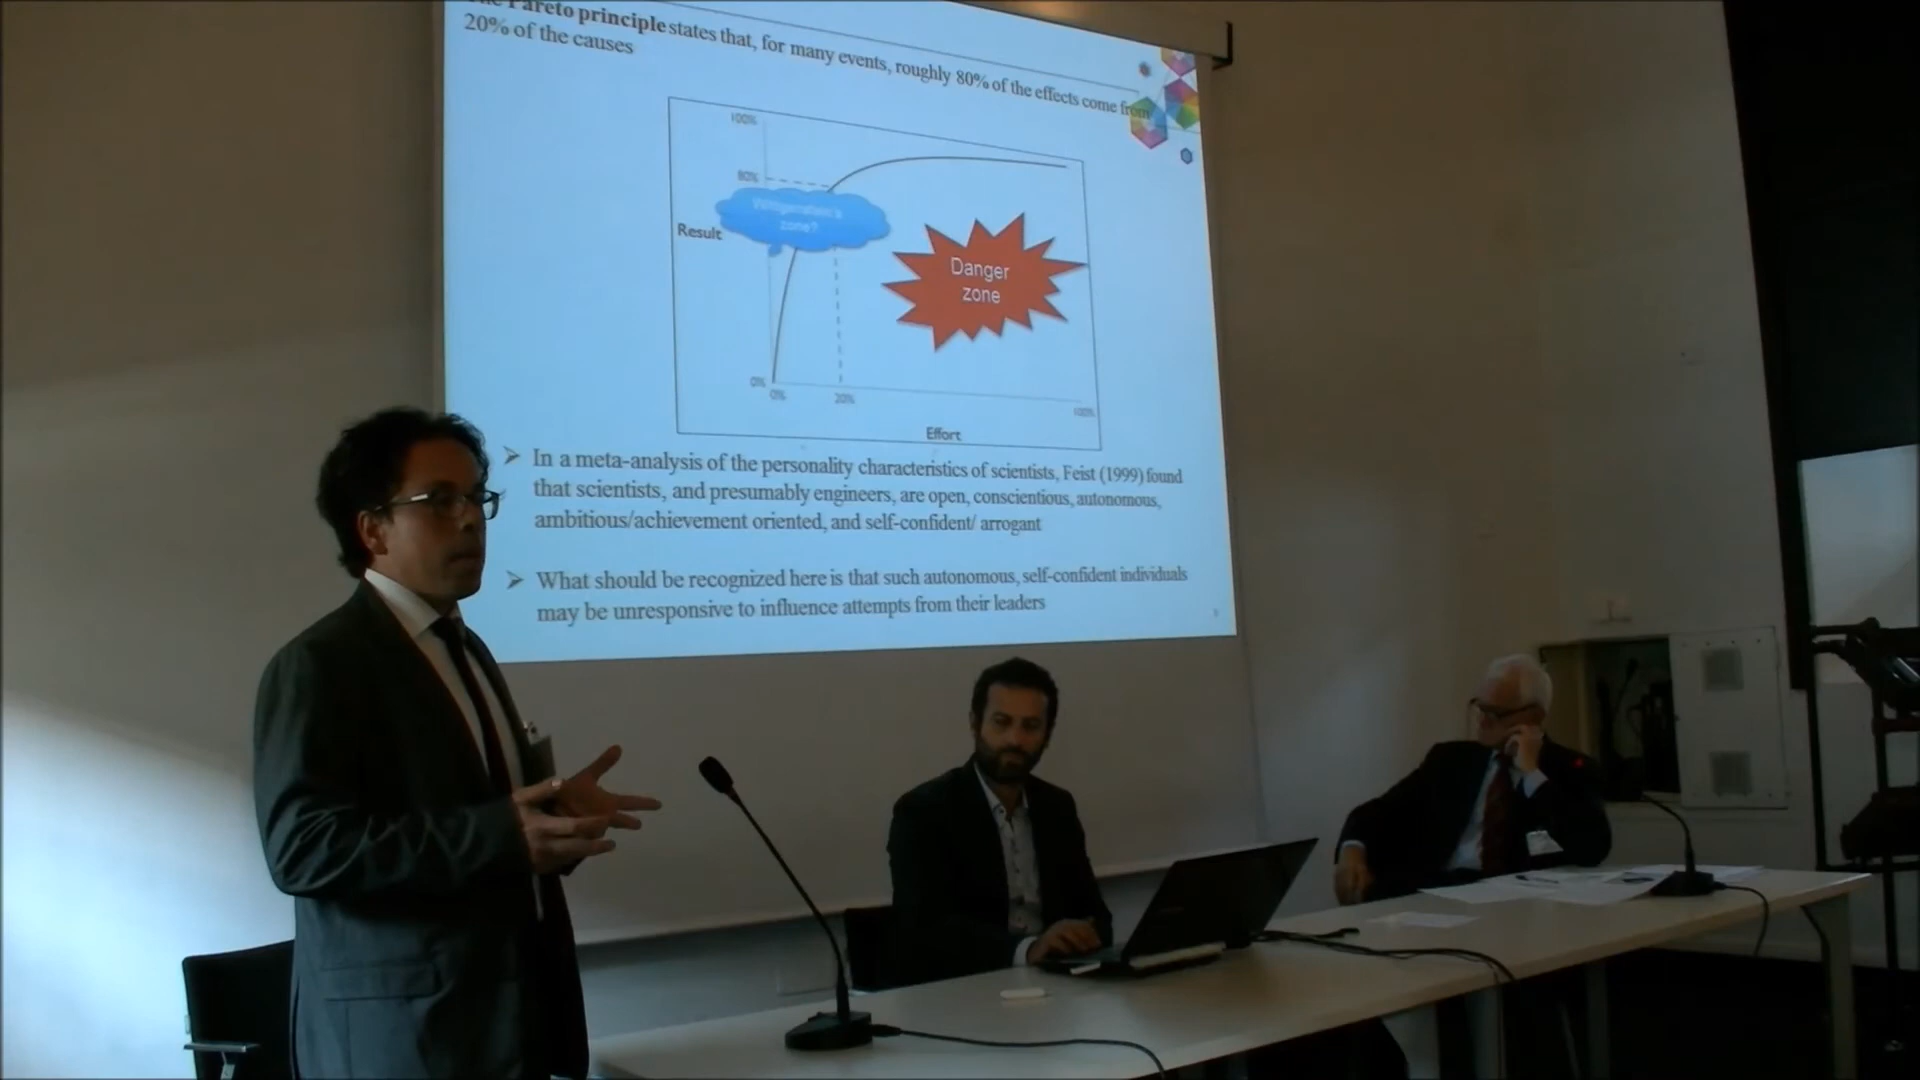 Pareto principle states that, for many events, roughly 80% of the effects come from
20% of the causes
100%
80%
zone?
Result
Danger
zone
0%
0%
20%
100%
Effort
➢ In a meta-analysis of the personality characteristics of scientists, Feist (1999) found
that scientists, and presumably engineers, are open, conscientious, autonomous,
ambitious/achievement oriented, and self-confident/ arrogant
➢ What should be recognized here is that such autonomous, self-confident individuals
may be unresponsive to influence attempts from their leaders